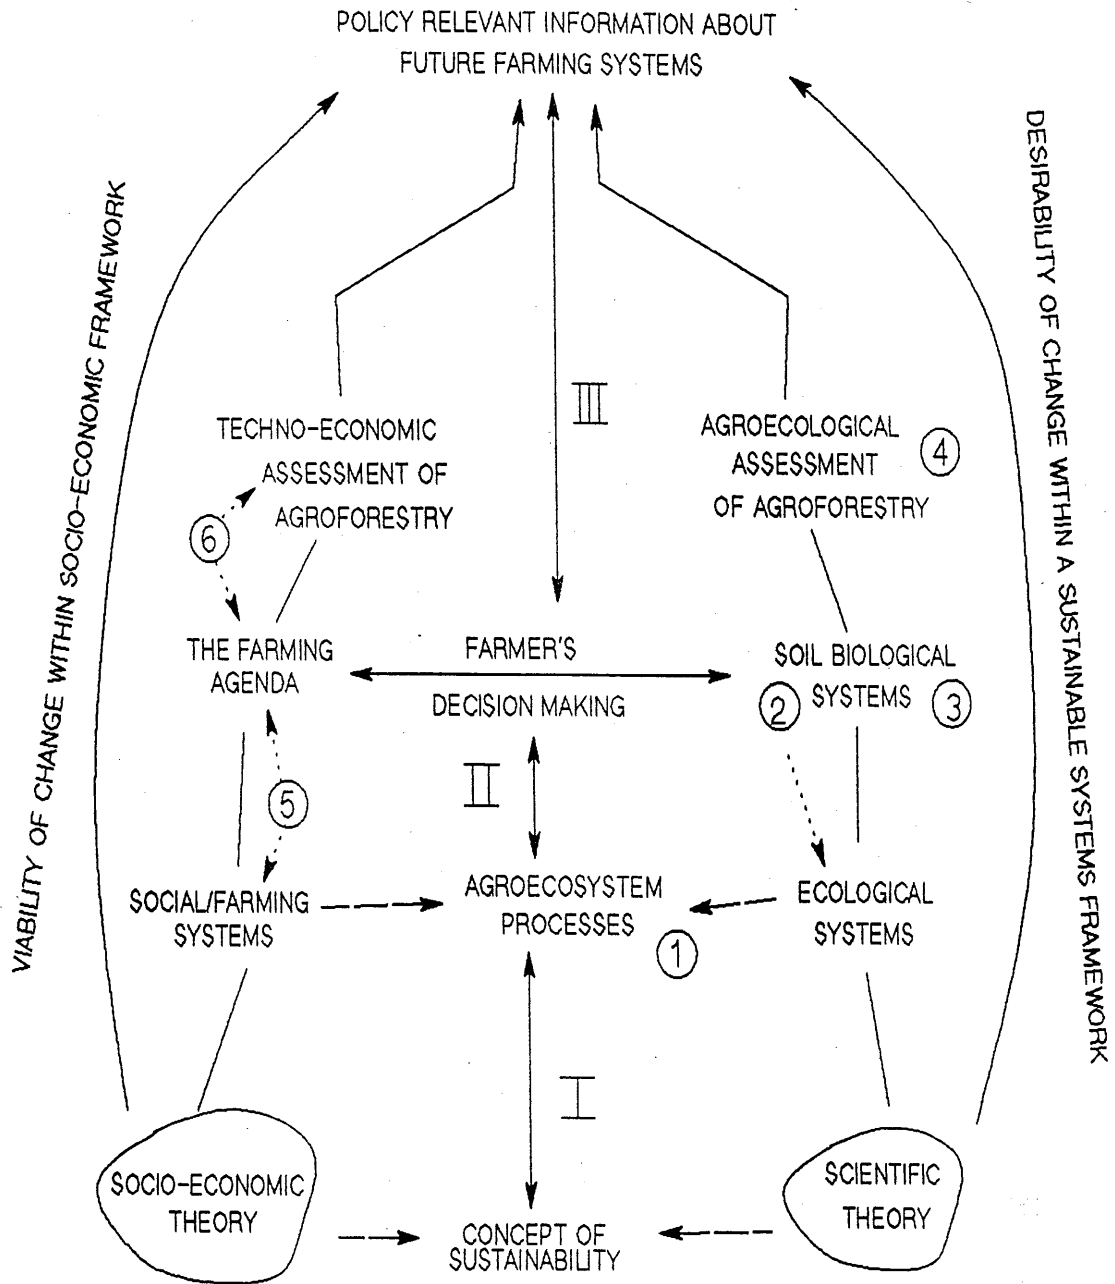 POLICY RELEVANT INFORMATION ABOUT
FUTURE FARMING SYSTEMS
VIABILITY OF CHANGE WITHIN SOCIO-ECONOMIC FRAMEWORK
DESIRABILITY OF CHANGE WITHIN A SUSTAINABLE SYSTEMS FRAMEWORK
III
TECHNO-ECONOMIC
ASSESSMENT OF
AGROFORESTRY
6
AGROECOLOGICAL
ASSESSMENT
OF AGROFORESTRY
4
THE FARMING
AGENDA
FARMER'S
DECISION MAKING
SOIL BIOLOGICAL
SYSTEMS
2
3
II
5
SOCIAL/FARMING
SYSTEMS
AGROECOSYSTEM
PROCESSES
1
ECOLOGICAL
SYSTEMS
I
SOCIO-ECONOMIC
THEORY
CONCEPT OF
SUSTAINABILITY
SCIENTIFIC
THEORY